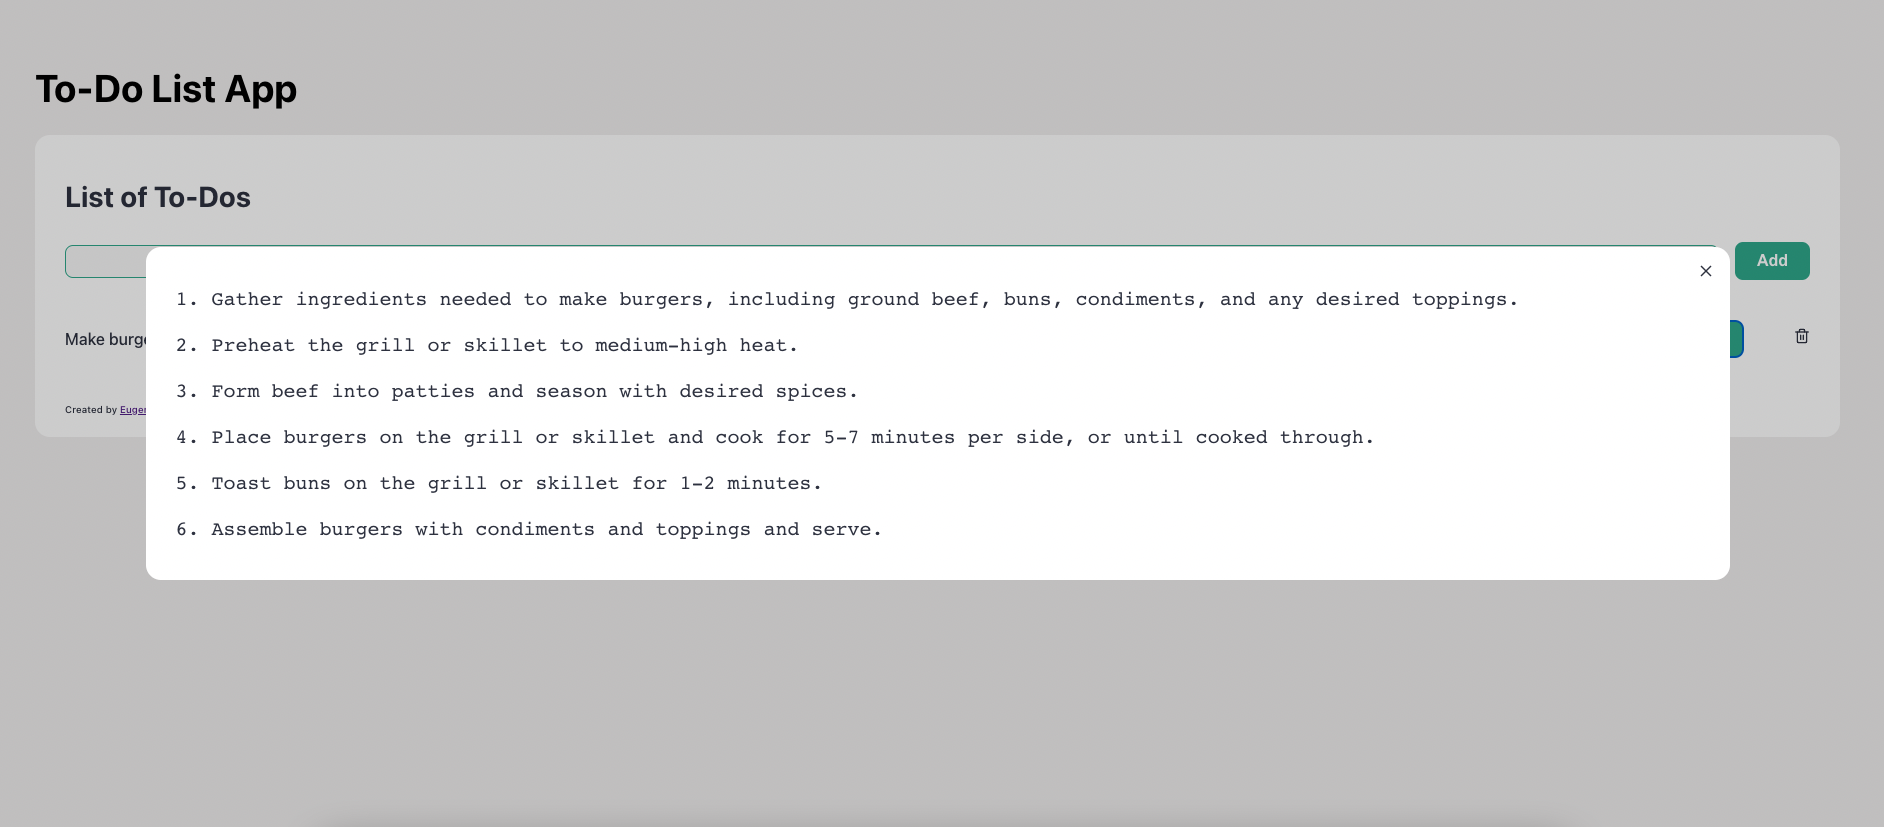 To-Do List App
List of To-Dos
Add
1. Gather ingredients needed to make burgers, including ground beef, buns, condiments, and any desired toppings.
2. Preheat the grill or skillet to medium-high heat.
3. Form beef into patties and season with desired spices.
4. Place burgers on the grill or skillet and cook for 5-7 minutes per side, or until cooked through.
5. Toast buns on the grill or skillet for 1-2 minutes.
6. Assemble burgers with condiments and toppings and serve.
Make
Created by